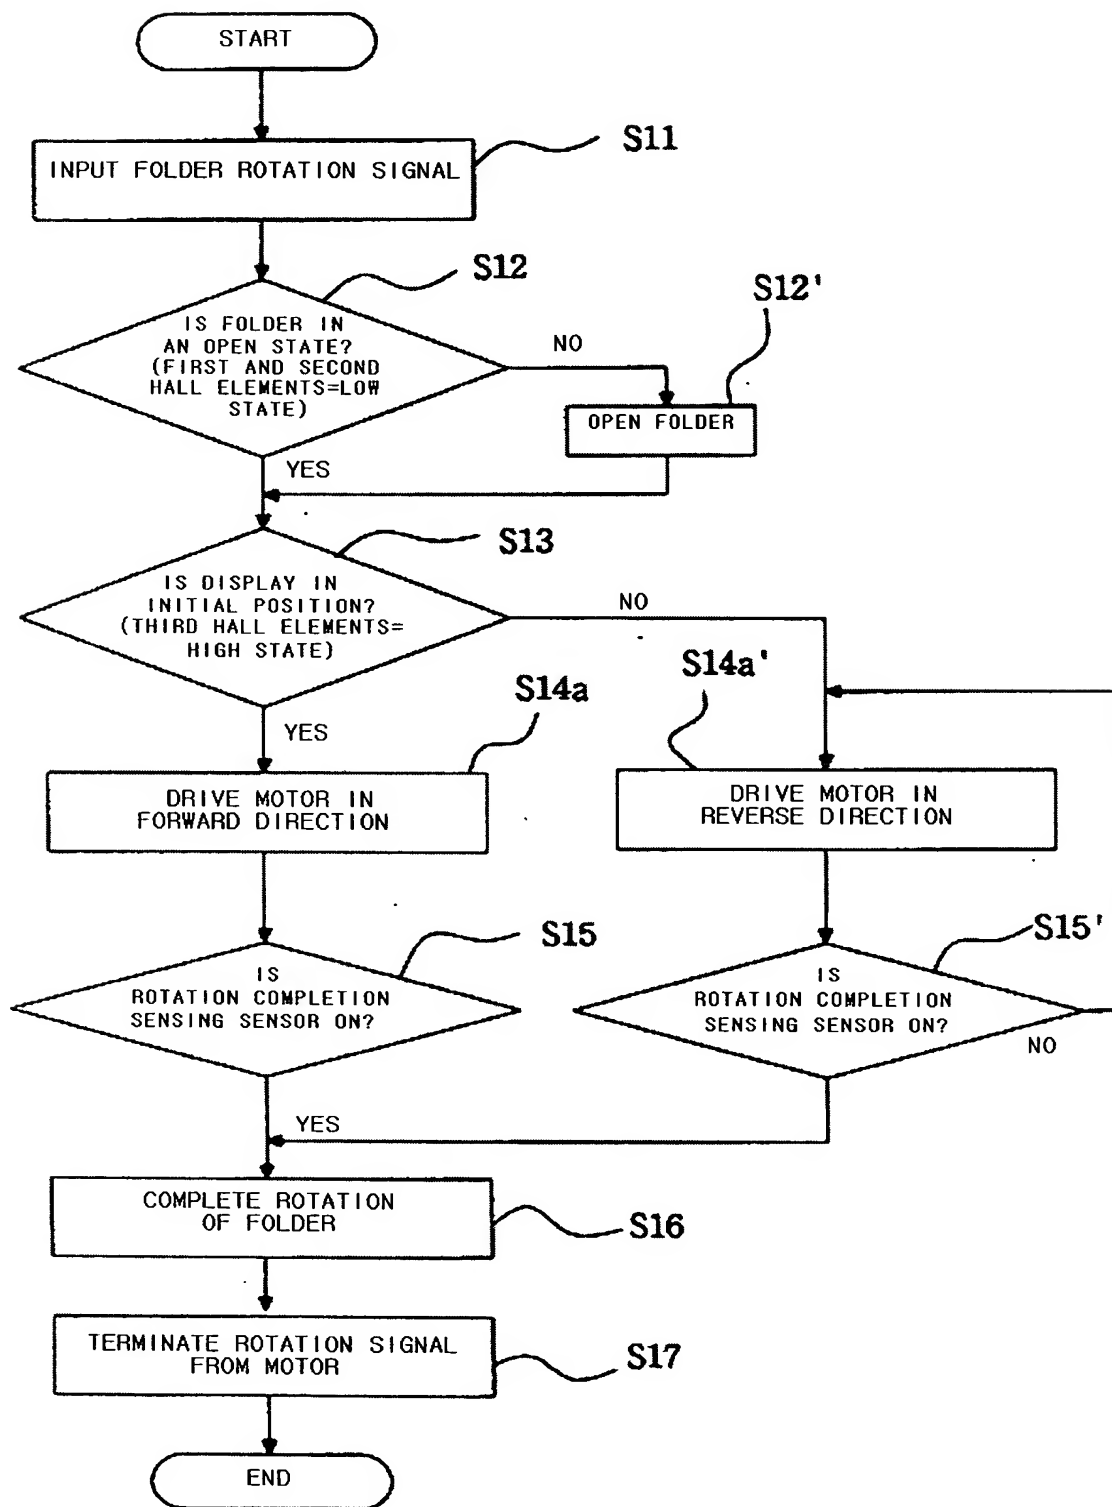 START
INPUT FOLDER ROTATION SIGNAL
S11
S12
IS FOLDER IN
AN OPEN STATE?
(FIRST AND SECOND
HALL ELEMENTS=LOW
STATE)
NO
S12'
OPEN FOLDER
YES
S13
IS DISPLAY IN
INITIAL POSITION?
(THIRD HALL ELEMENTS=
HIGH STATE)
NO
YES
S14a
S14a'
DRIVE MOTOR IN
FORWARD DIRECTION
DRIVE MOTOR IN
REVERSE DIRECTION
S15
S15'
IS
ROTATION COMPLETION
SENSING SENSOR ON?
IS
ROTATION COMPLETION
SENSING SENSOR ON?
NO
YES
COMPLETE ROTATION
OF FOLDER
S16
TERMINATE ROTATION SIGNAL
FROM MOTOR
S17
END